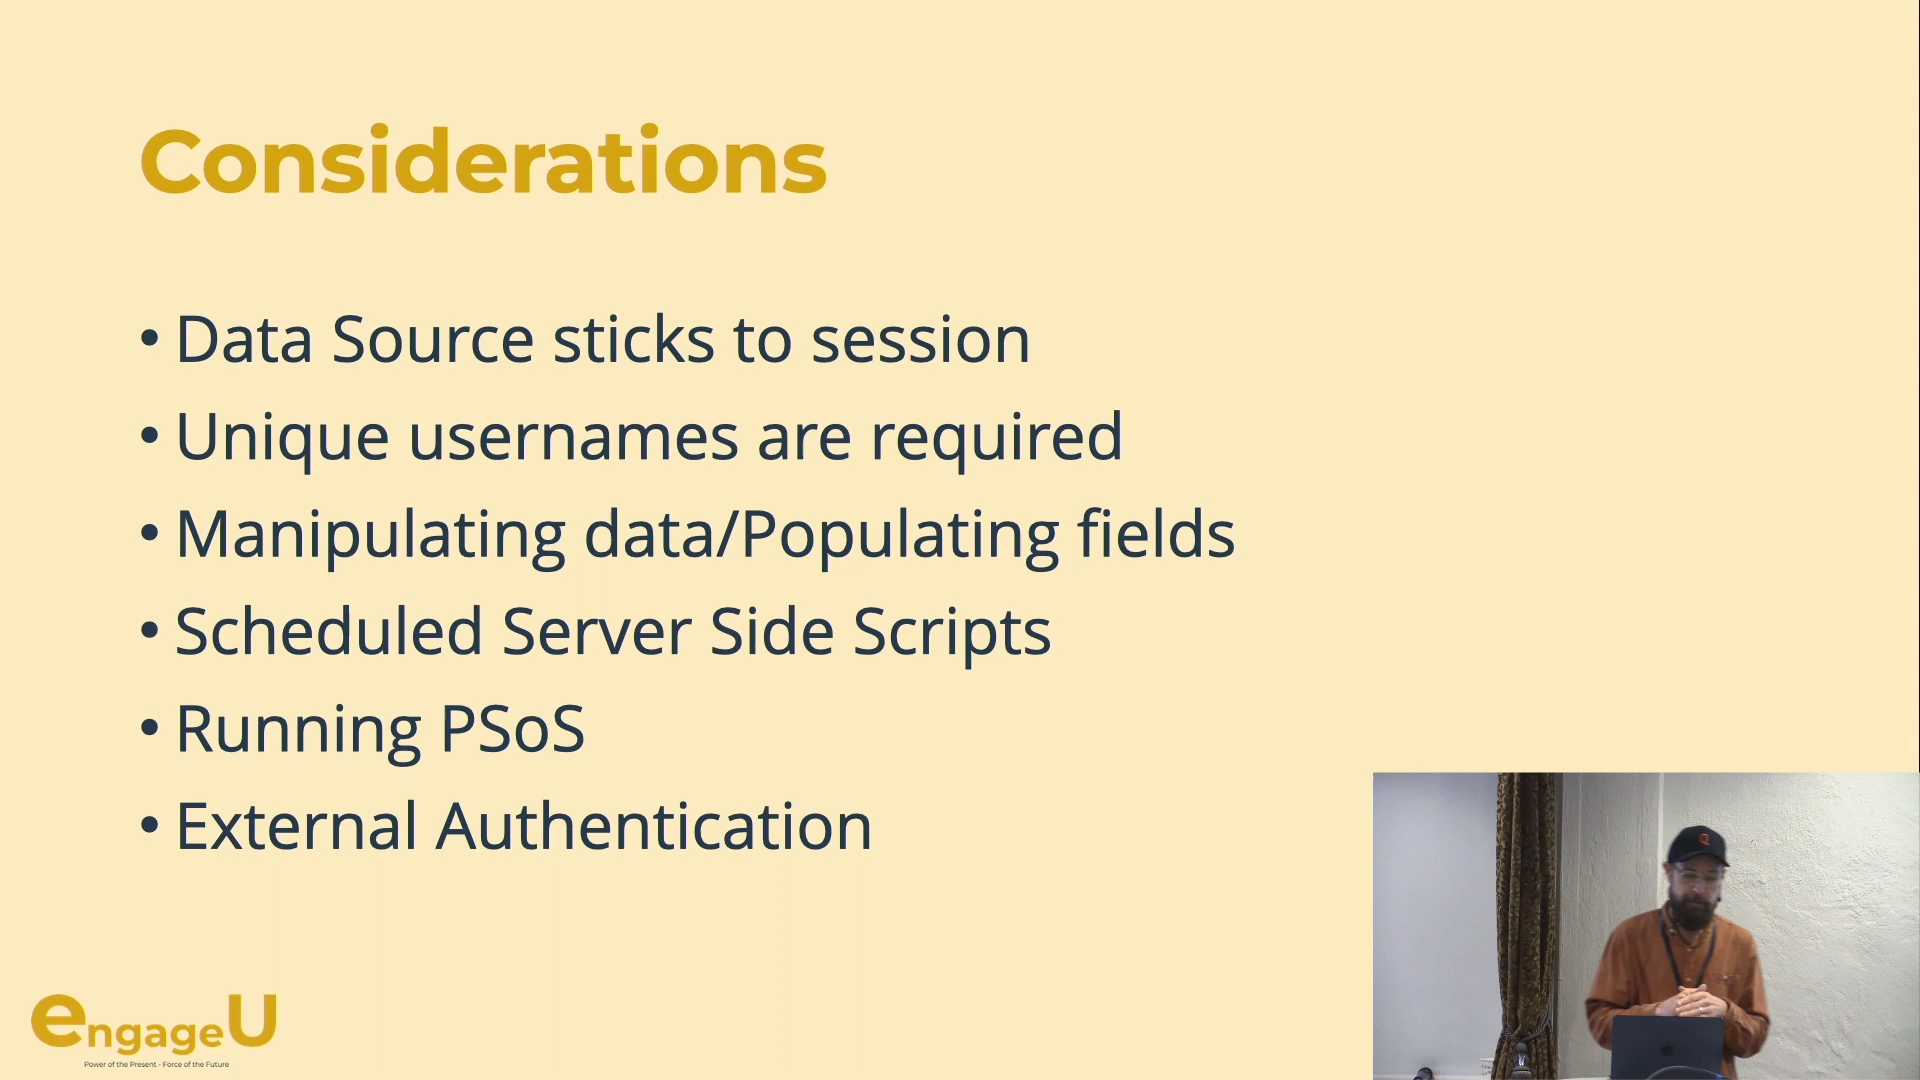 Considerations
• Data Source sticks to session
• Unique usernames are required
• Manipulating data/Populating fields
• Scheduled Server Side Scripts
• Running PSoS
• External Authentication
engageU
Power of the Present - Force of the Future